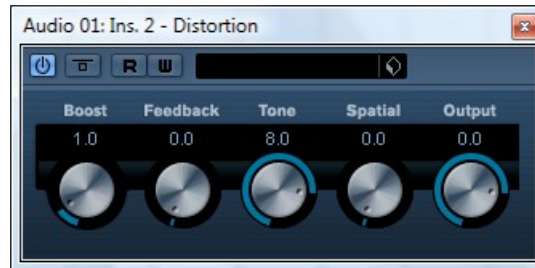 Audio 01: Ins. 2 - Distortion
x
R W
Boost Feedback Tone Spatial Output
1.0 0.0 8.0 0.0 0.0